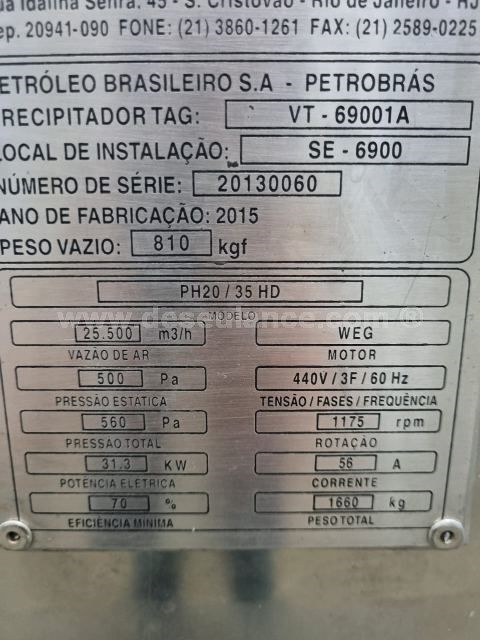 ua Idalina Senra, 45 - S. Cristóvão - Rio de Janeiro - RJ
ep. 20941-090 FONE: (21) 3860-1261 FAX: (21) 2589-0225
ETRÓLEO BRASILEIRO S.A - PETROBRÁS
RECIPITADOR TAG: VT - 69001A
LOCAL DE INSTALAÇÃO: SE - 6900
NÚMERO DE SÉRIE: 20130060
ANO DE FABRICAÇÃO: 2015
PESO VAZIO: 810 kgf
PH20 / 35 HD
MODELO
25.500 m3/h WEG
VAZÃO DE AR MOTOR
500 Pa 440V / 3F / 60 Hz
PRESSÃO ESTÁTICA TENSÃO / FASES / FREQUÊNCIA
560 Pa 1175 rpm
PRESSÃO TOTAL ROTAÇÃO
31.3 KW 56 A
POTÊNCIA ELÉTRICA CORRENTE
70 % 1660 kg
EFICIÊNCIA MÍNIMA PESO TOTAL